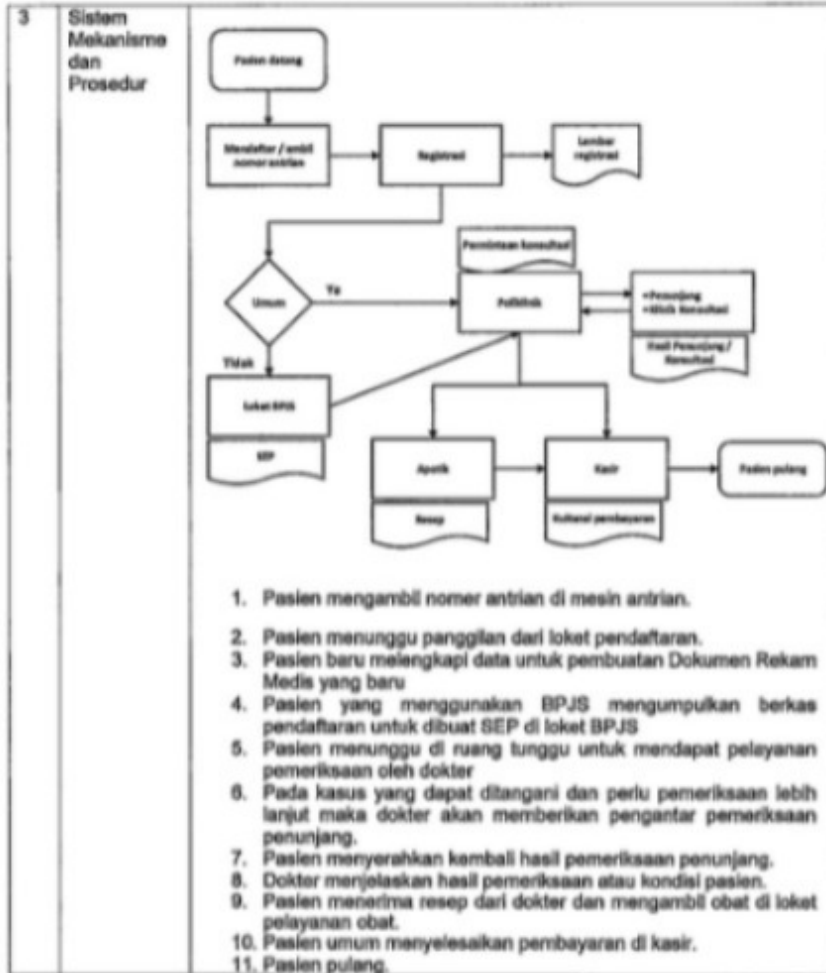 3
Sistem
Mekanisme
dan
Prosedur
Pasien datang
Mendaftar / ambil
nomor antrian
Registrasi
Lembar
registrasi
Permintaan konsultasi
Umum
Ya
Poliklinik
•Penunjang
•Klinik Konsultasi
Hasil Penunjang /
Konsultasi
Tidak
Loket BPJS
SEP
Apotik
Kasir
Pasien pulang
Resep
Kuitansi pembayaran
1. Pasien mengambil nomer antrian di mesin antrian.
2. Pasien menunggu panggilan dari loket pendaftaran.
3. Pasien baru melengkapi data untuk pembuatan Dokumen Rekam
Medis yang baru
4. Pasien yang menggunakan BPJS mengumpulkan berkas
pendaftaran untuk dibuat SEP di loket BPJS
5. Pasien menunggu di ruang tunggu untuk mendapat pelayanan
pemeriksaan oleh dokter
6. Pada kasus yang dapat ditangani dan perlu pemeriksaan lebih
lanjut maka dokter akan memberikan pengantar pemeriksaan
penunjang.
7. Pasien menyerahkan kembali hasil pemeriksaan penunjang.
8. Dokter menjelaskan hasil pemeriksaan atau kondisi pasien.
9. Pasien menerima resep dari dokter dan mengambil obat di loket
pelayanan obat.
10. Pasien umum menyelesaikan pembayaran di kasir.
11. Pasien pulang.